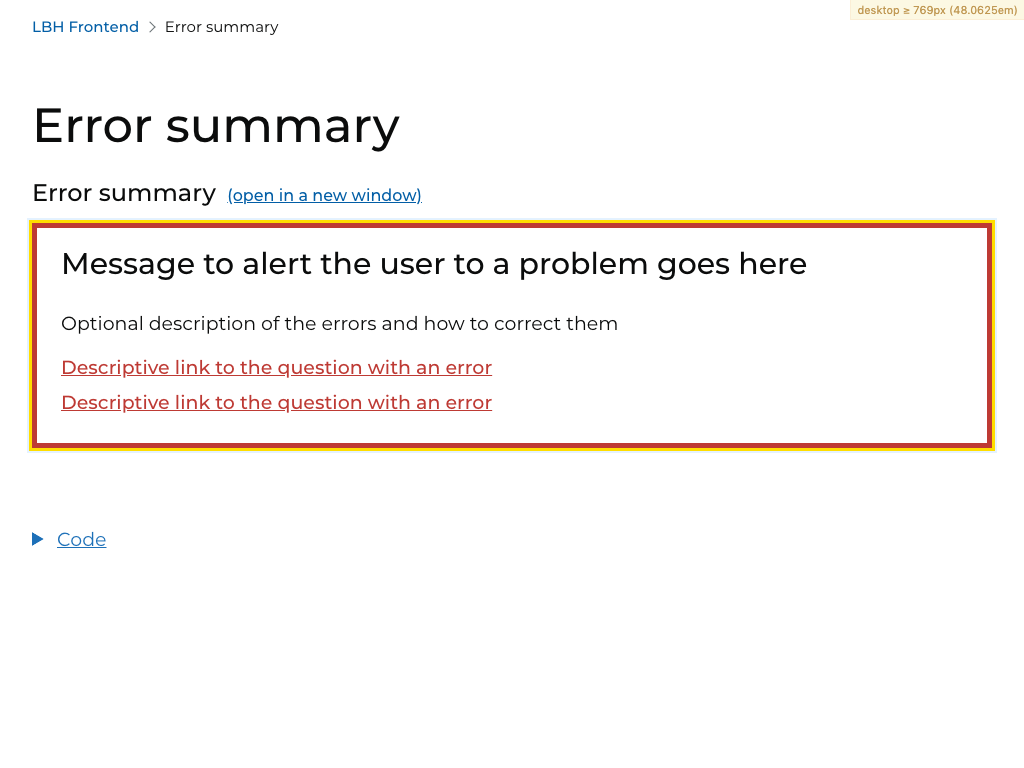 desktop ≥ 769px (48.0625em)
LBH Frontend > Error summary
Error summary
Error summary (open in a new window)
Message to alert the user to a problem goes here
Optional description of the errors and how to correct them
Descriptive link to the question with an error
Descriptive link to the question with an error
Code